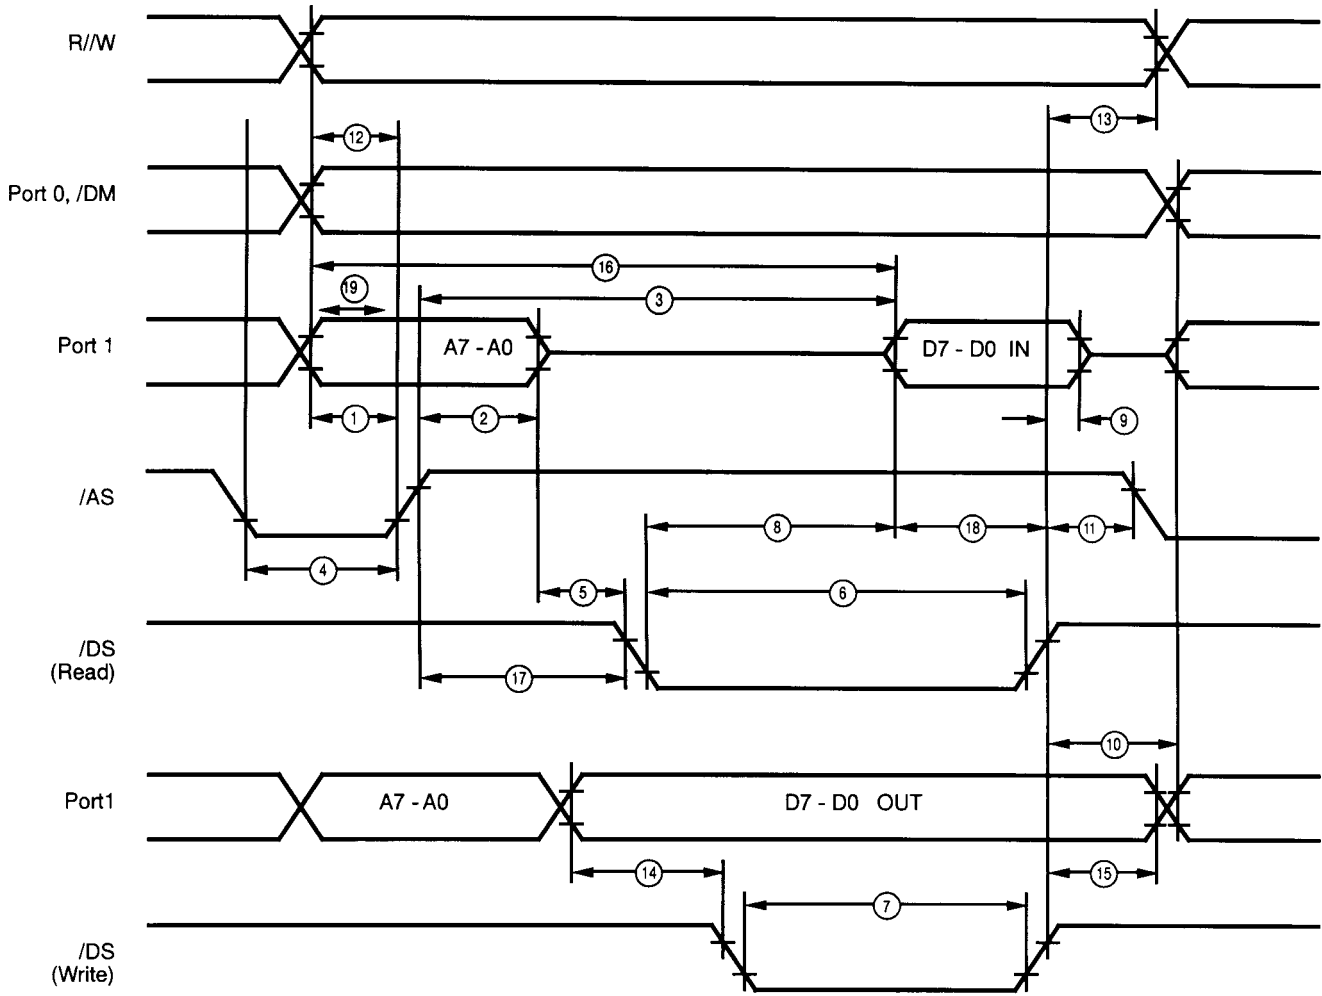 R//W
12
13
Port 0, /DM
16
19
3
Port 1
A7 - A0
D7 - D0 IN
1
2
9
/AS
8
18
11
4
5
6
/DS
(Read)
17
10
Port1
A7 - A0
D7 - D0 OUT
14
15
7
/DS
(Write)